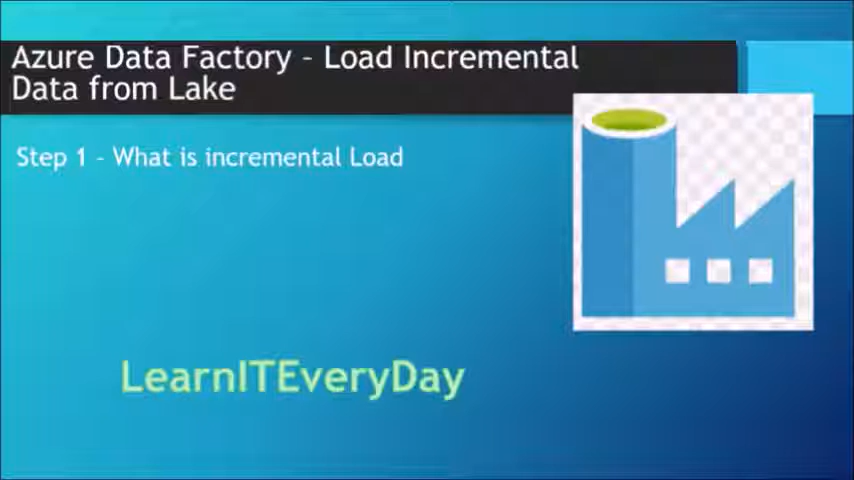 Azure Data Factory - Load Incremental
Data from Lake
Step 1 - What is incremental Load
LearnITEveryDay